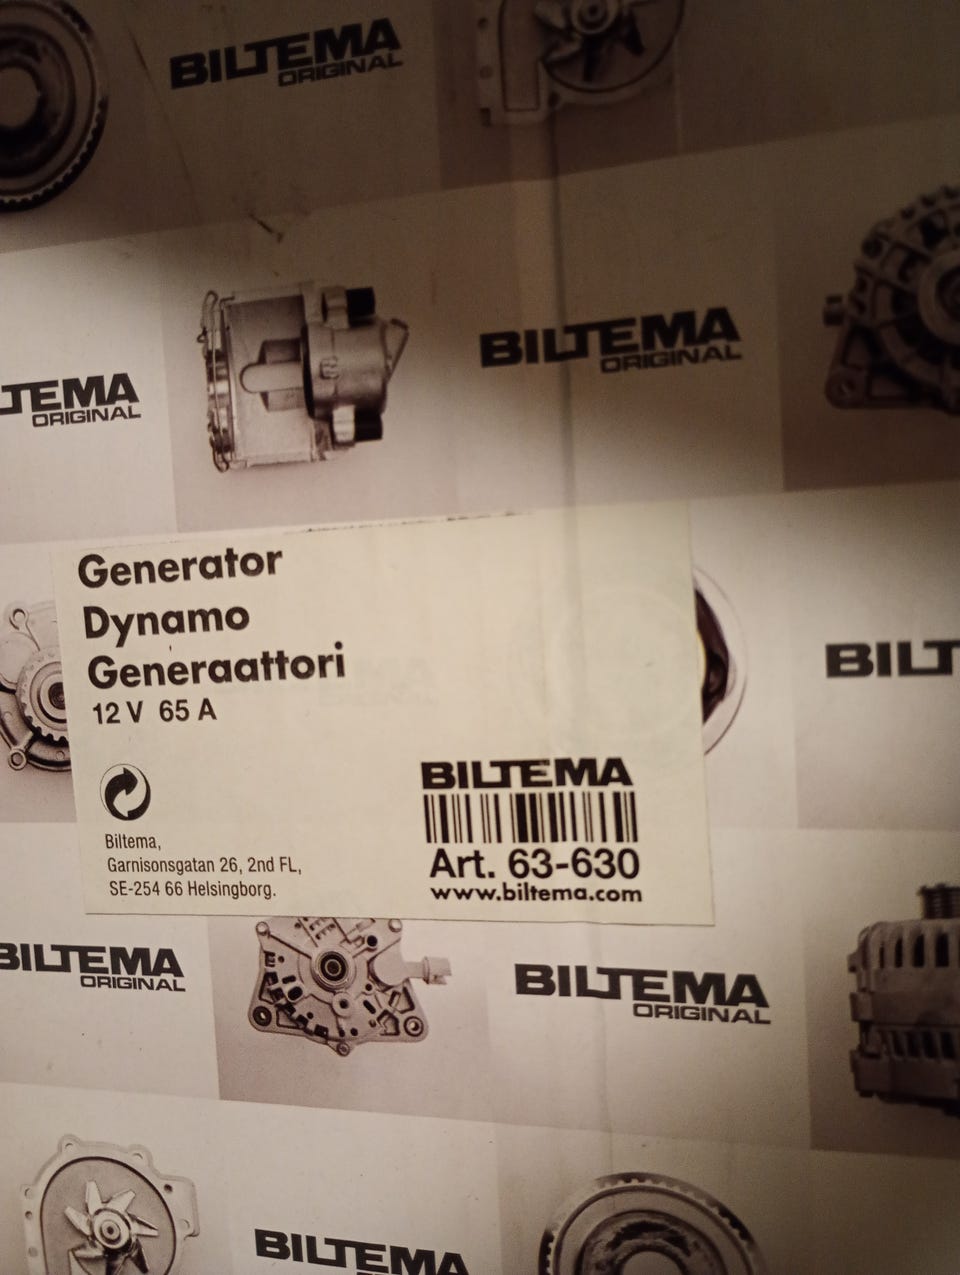 BILTEMA
ORIGINAL
BILTEMA
ORIGINAL
TEMA
ORIGINAL
Generator
Dynamo
Generaattori
12 V 65 A
BILT
Biltema,
Garnisonsgatan 26, 2nd FL,
SE-254 66 Helsingborg.
BILTEMA
Art. 63-630
www.biltema.com
BILTEMA
ORIGINAL
BILTEMA
ORIGINAL
BILTEMA
ORIGINAL